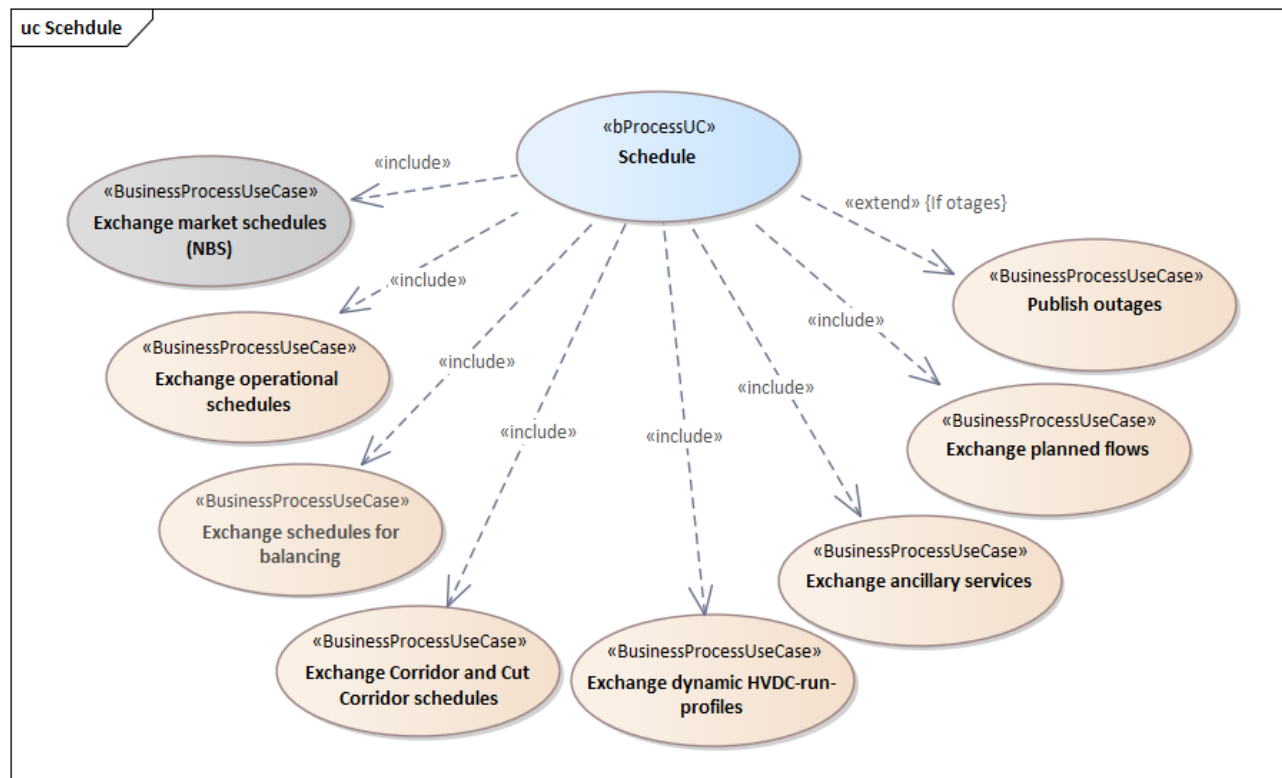 uc Scehdule
«bProcessUC»
Schedule
«include»
«BusinessProcessUseCase»
Exchange market schedules
(NBS)
«extend» {If otages}
«BusinessProcessUseCase»
Publish outages
«include»
«BusinessProcessUseCase»
Exchange operational
schedules
«include»
«BusinessProcessUseCase»
Exchange planned flows
«include»
«BusinessProcessUseCase»
Exchange schedules for
balancing
«include»
«BusinessProcessUseCase»
Exchange ancillary services
«include»
«BusinessProcessUseCase»
Exchange Corridor and Cut
Corridor schedules
«include»
«BusinessProcessUseCase»
Exchange dynamic HVDC-run-
profiles